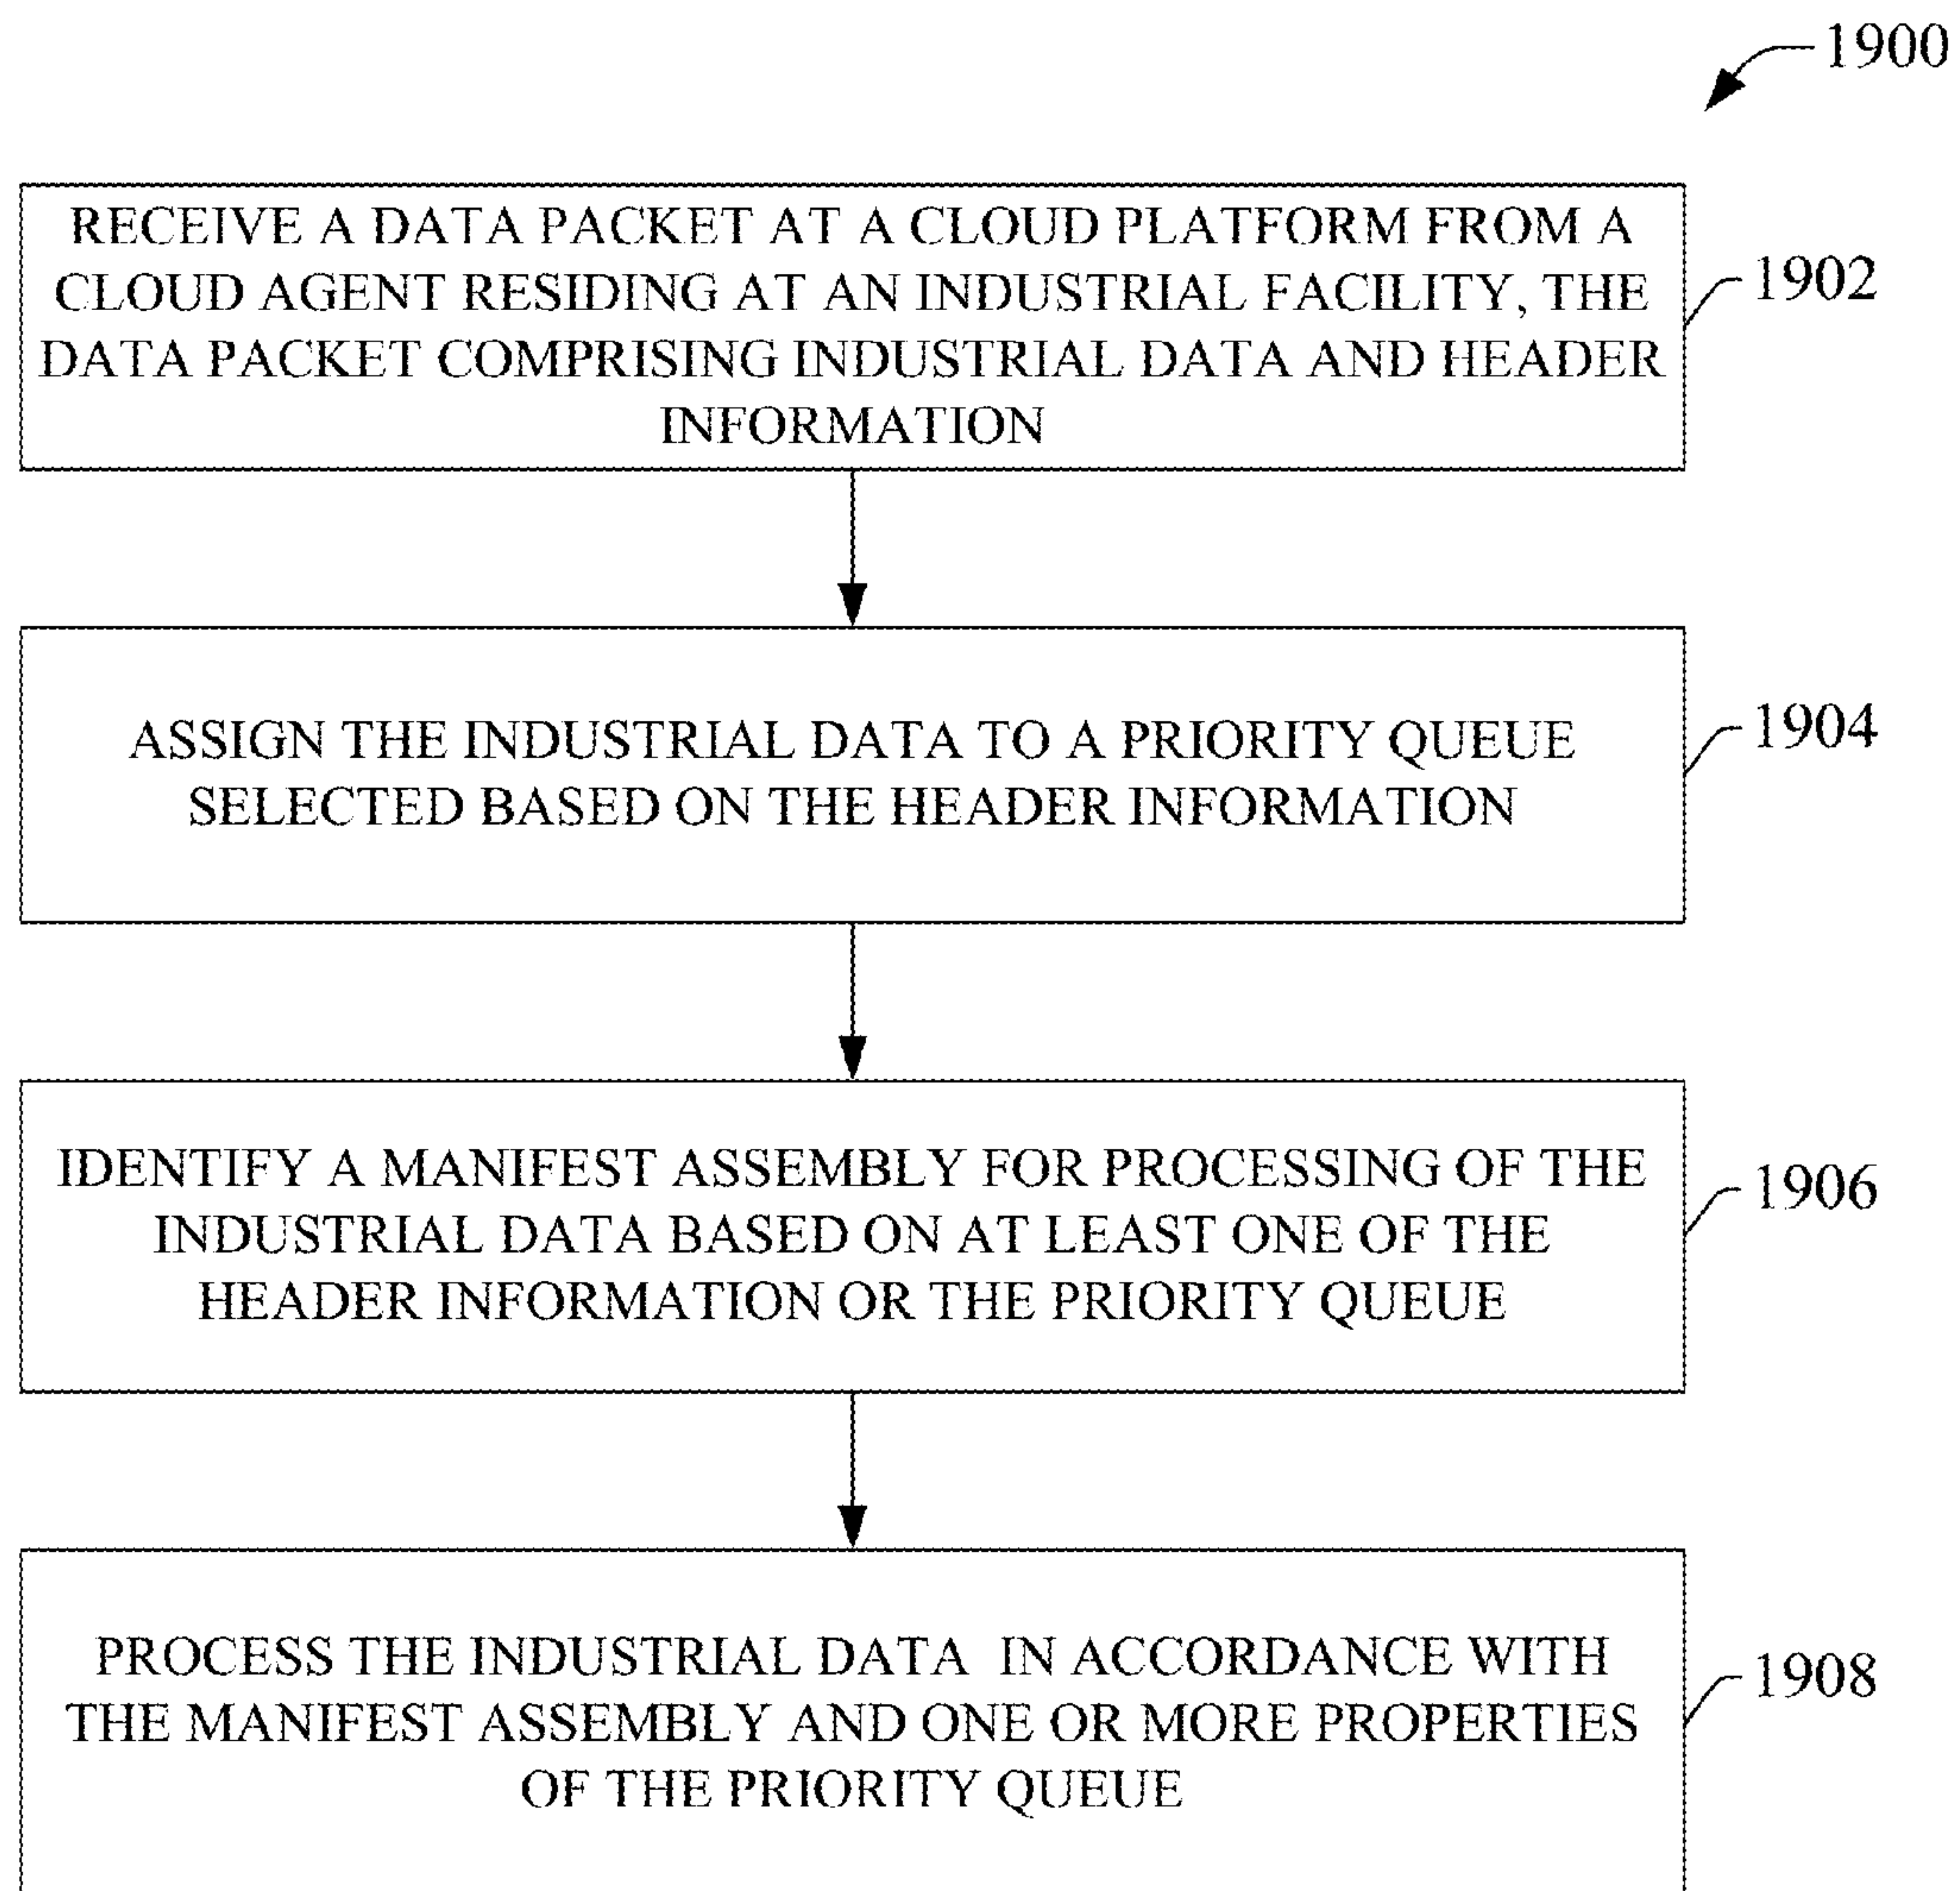 1900
RECEIVE A DATA PACKET AT A CLOUD PLATFORM FROM A
CLOUD AGENT RESIDING AT AN INDUSTRIAL FACILITY, THE
DATA PACKET COMPRISING INDUSTRIAL DATA AND HEADER
INFORMATION
1902
ASSIGN THE INDUSTRIAL DATA TO A PRIORITY QUEUE
SELECTED BASED ON THE HEADER INFORMATION
1904
IDENTIFY A MANIFEST ASSEMBLY FOR PROCESSING OF THE
INDUSTRIAL DATA BASED ON AT LEAST ONE OF THE
HEADER INFORMATION OR THE PRIORITY QUEUE
1906
PROCESS THE INDUSTRIAL DATA IN ACCORDANCE WITH
THE MANIFEST ASSEMBLY AND ONE OR MORE PROPERTIES
OF THE PRIORITY QUEUE
1908